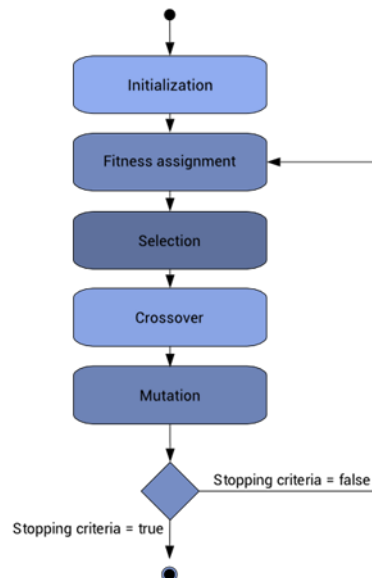 Initialization
Fitness assignment
Selection
Crossover
Mutation
Stopping criteria = false
Stopping criteria = true